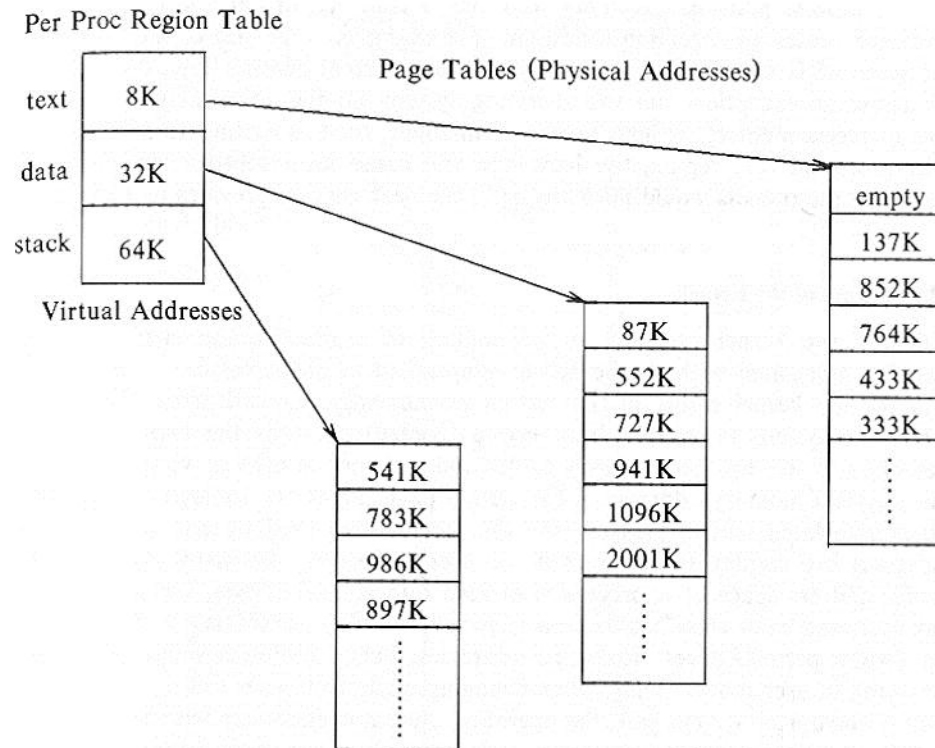 Per Proc Region Table
Page Tables (Physical Addresses)
text 8K
data 32K
stack 64K
Virtual Addresses
empty
137K
852K
764K
433K
333K
87K
552K
727K
941K
1096K
2001K
541K
783K
986K
897K